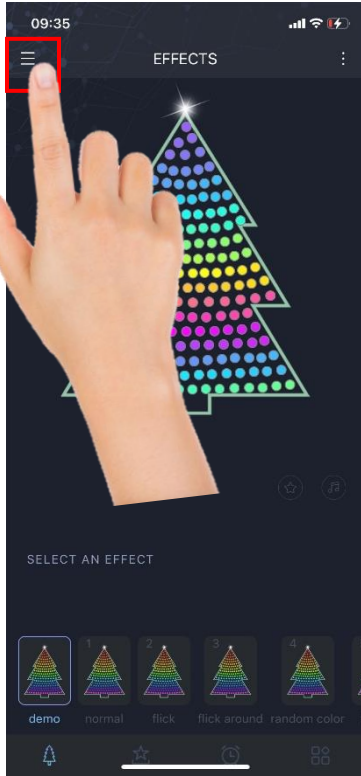 09:35
EFFECTS
SELECT AN EFFECT
1 2 3 4
demo normal flick flick around random color